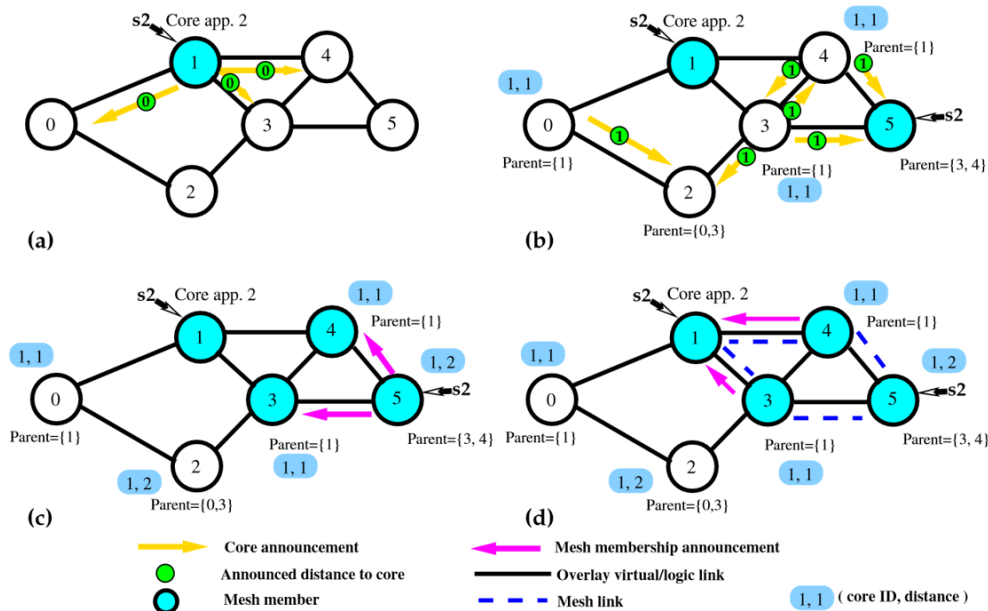 s2
Core app. 2
1
4
0
0
0
0
3
5
2
(a)
s2
Core app. 2
1, 1
Parent={1}
1
4
1
1
1, 1
0
1
3
1
1
5
s2
Parent={1}
1
2
Parent={1}
1, 1
Parent={3, 4}
Parent={0,3}
(b)
s2
Core app. 2
1, 1
Parent={1}
1
4
1, 1
1, 2
0
3
5
s2
Parent={1}
Parent={1}
Parent={3, 4}
2
1, 1
1, 2
Parent={0,3}
(c)
s2
Core app. 2
1, 1
Parent={1}
1
4
1, 1
1, 2
0
3
5
s2
Parent={1}
Parent={1}
Parent={3, 4}
2
1, 1
1, 2
Parent={0,3}
(d)
Core announcement
Announced distance to core
Mesh member
Mesh membership announcement
Overlay virtual/logic link
Mesh link
1, 1 ( core ID, distance )